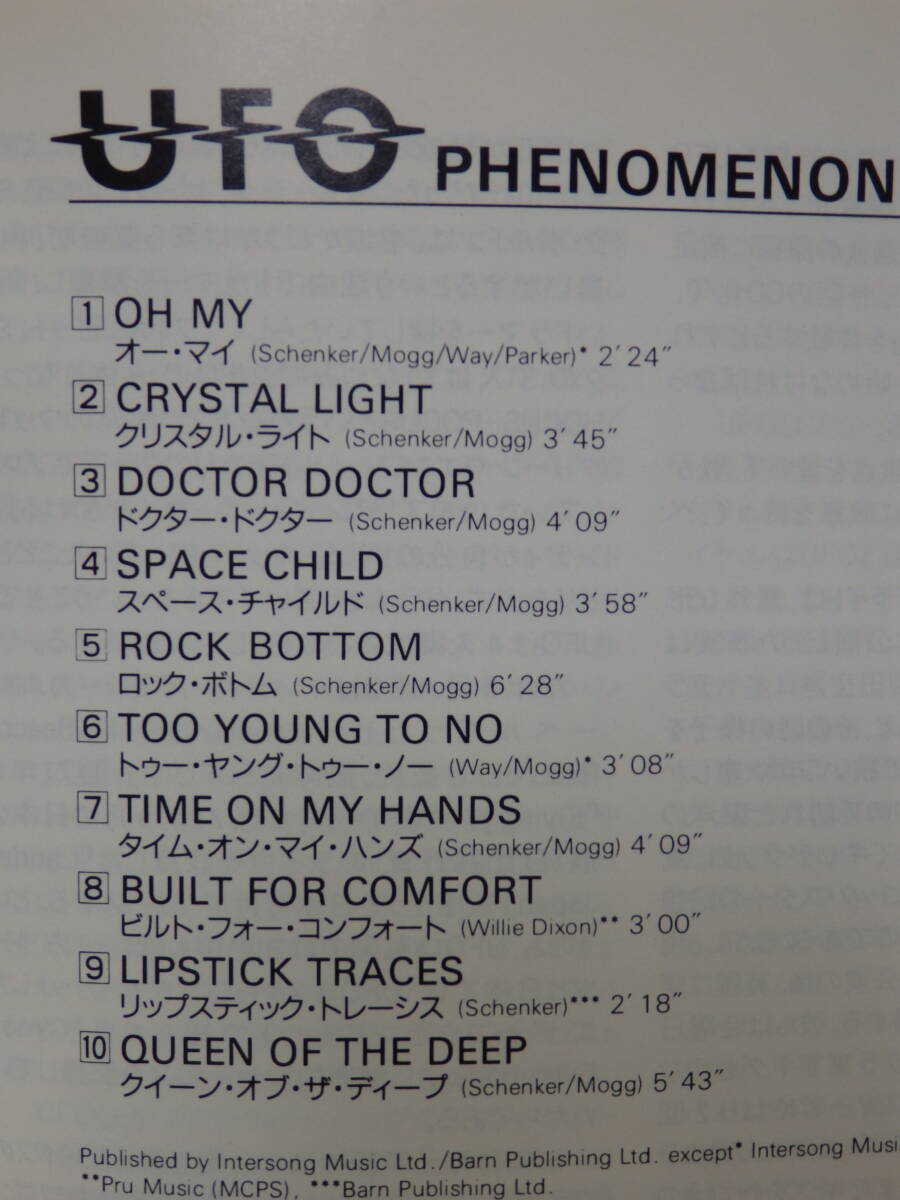 UFO PHENOMENON
1 OH MY
オー・マイ (Schenker/Mogg/Way/Parker)* 2′24″
2 CRYSTAL LIGHT
クリスタル・ライト (Schenker/Mogg) 3′45″
3 DOCTOR DOCTOR
ドクター・ドクター (Schenker/Mogg) 4′09″
4 SPACE CHILD
スペース・チャイルド (Schenker/Mogg) 3′58″
5 ROCK BOTTOM
ロック・ボトム (Schenker/Mogg) 6′28″
6 TOO YOUNG TO NO
トゥー・ヤング・トゥー・ノー (Way/Mogg)* 3′08″
7 TIME ON MY HANDS
タイム・オン・マイ・ハンズ (Schenker/Mogg) 4′09″
8 BUILT FOR COMFORT
ビルト・フォー・コンフォート (Willie Dixon)** 3′00″
9 LIPSTICK TRACES
リップスティック・トレーシス (Schenker)*** 2′18″
10 QUEEN OF THE DEEP
クイーン・オブ・ザ・ディープ (Schenker/Mogg) 5′43″
Published by Intersong Music Ltd./Barn Publishing Ltd. except* Intersong Musi
**Pru Music (MCPS), ***Barn Publishing Ltd.